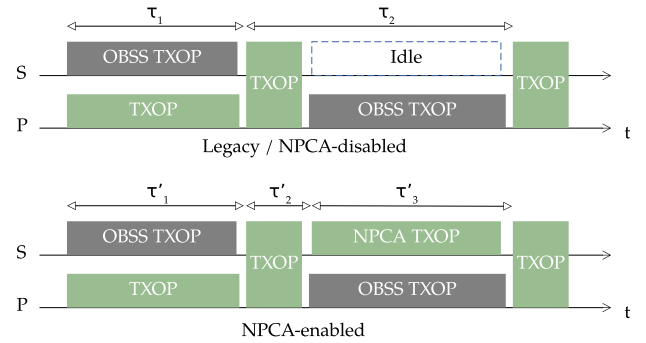 τ1 τ2
S OBSS TXOP TXOP Idle TXOP
P TXOP OBSS TXOP t
Legacy / NPCA-disabled
τ'1 τ'2 τ'3
S OBSS TXOP TXOP NPCA TXOP TXOP
P TXOP OBSS TXOP t
NPCA-enabled